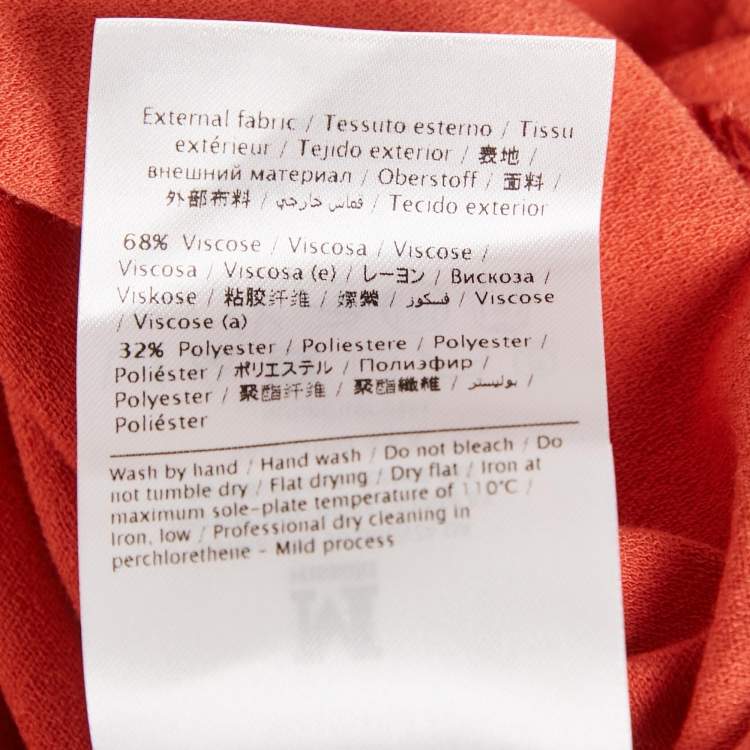 External fabric / Tessuto esterno / Tissu
extérieur / Tejido exterior / 表地 /
внешний материал / Oberstoff / 面料 /
外部布料 / قماش خارجي / Tecido exterior
68% Viscose / Viscosa / Viscose /
Viscosa / Viscosa (e) / レーヨン / Вискоза /
Viskose / 粘胶纤维 / 嫘縈 / فسكوز / Viscose
/ Viscose (a)
32% Polyester / Poliestere / Polyester /
Poliéster / ポリエステル / Полиэфир /
Polyester / 聚酯纤维 / 聚酯纖維 / بوليستر /
Poliéster
Wash by hand / Hand wash / Do not bleach / Do
not tumble dry / Flat drying / Dry flat / Iron at
maximum sole-plate temperature of 110°C /
Iron, low / Professional dry cleaning in
perchlorethene - Mild process
M